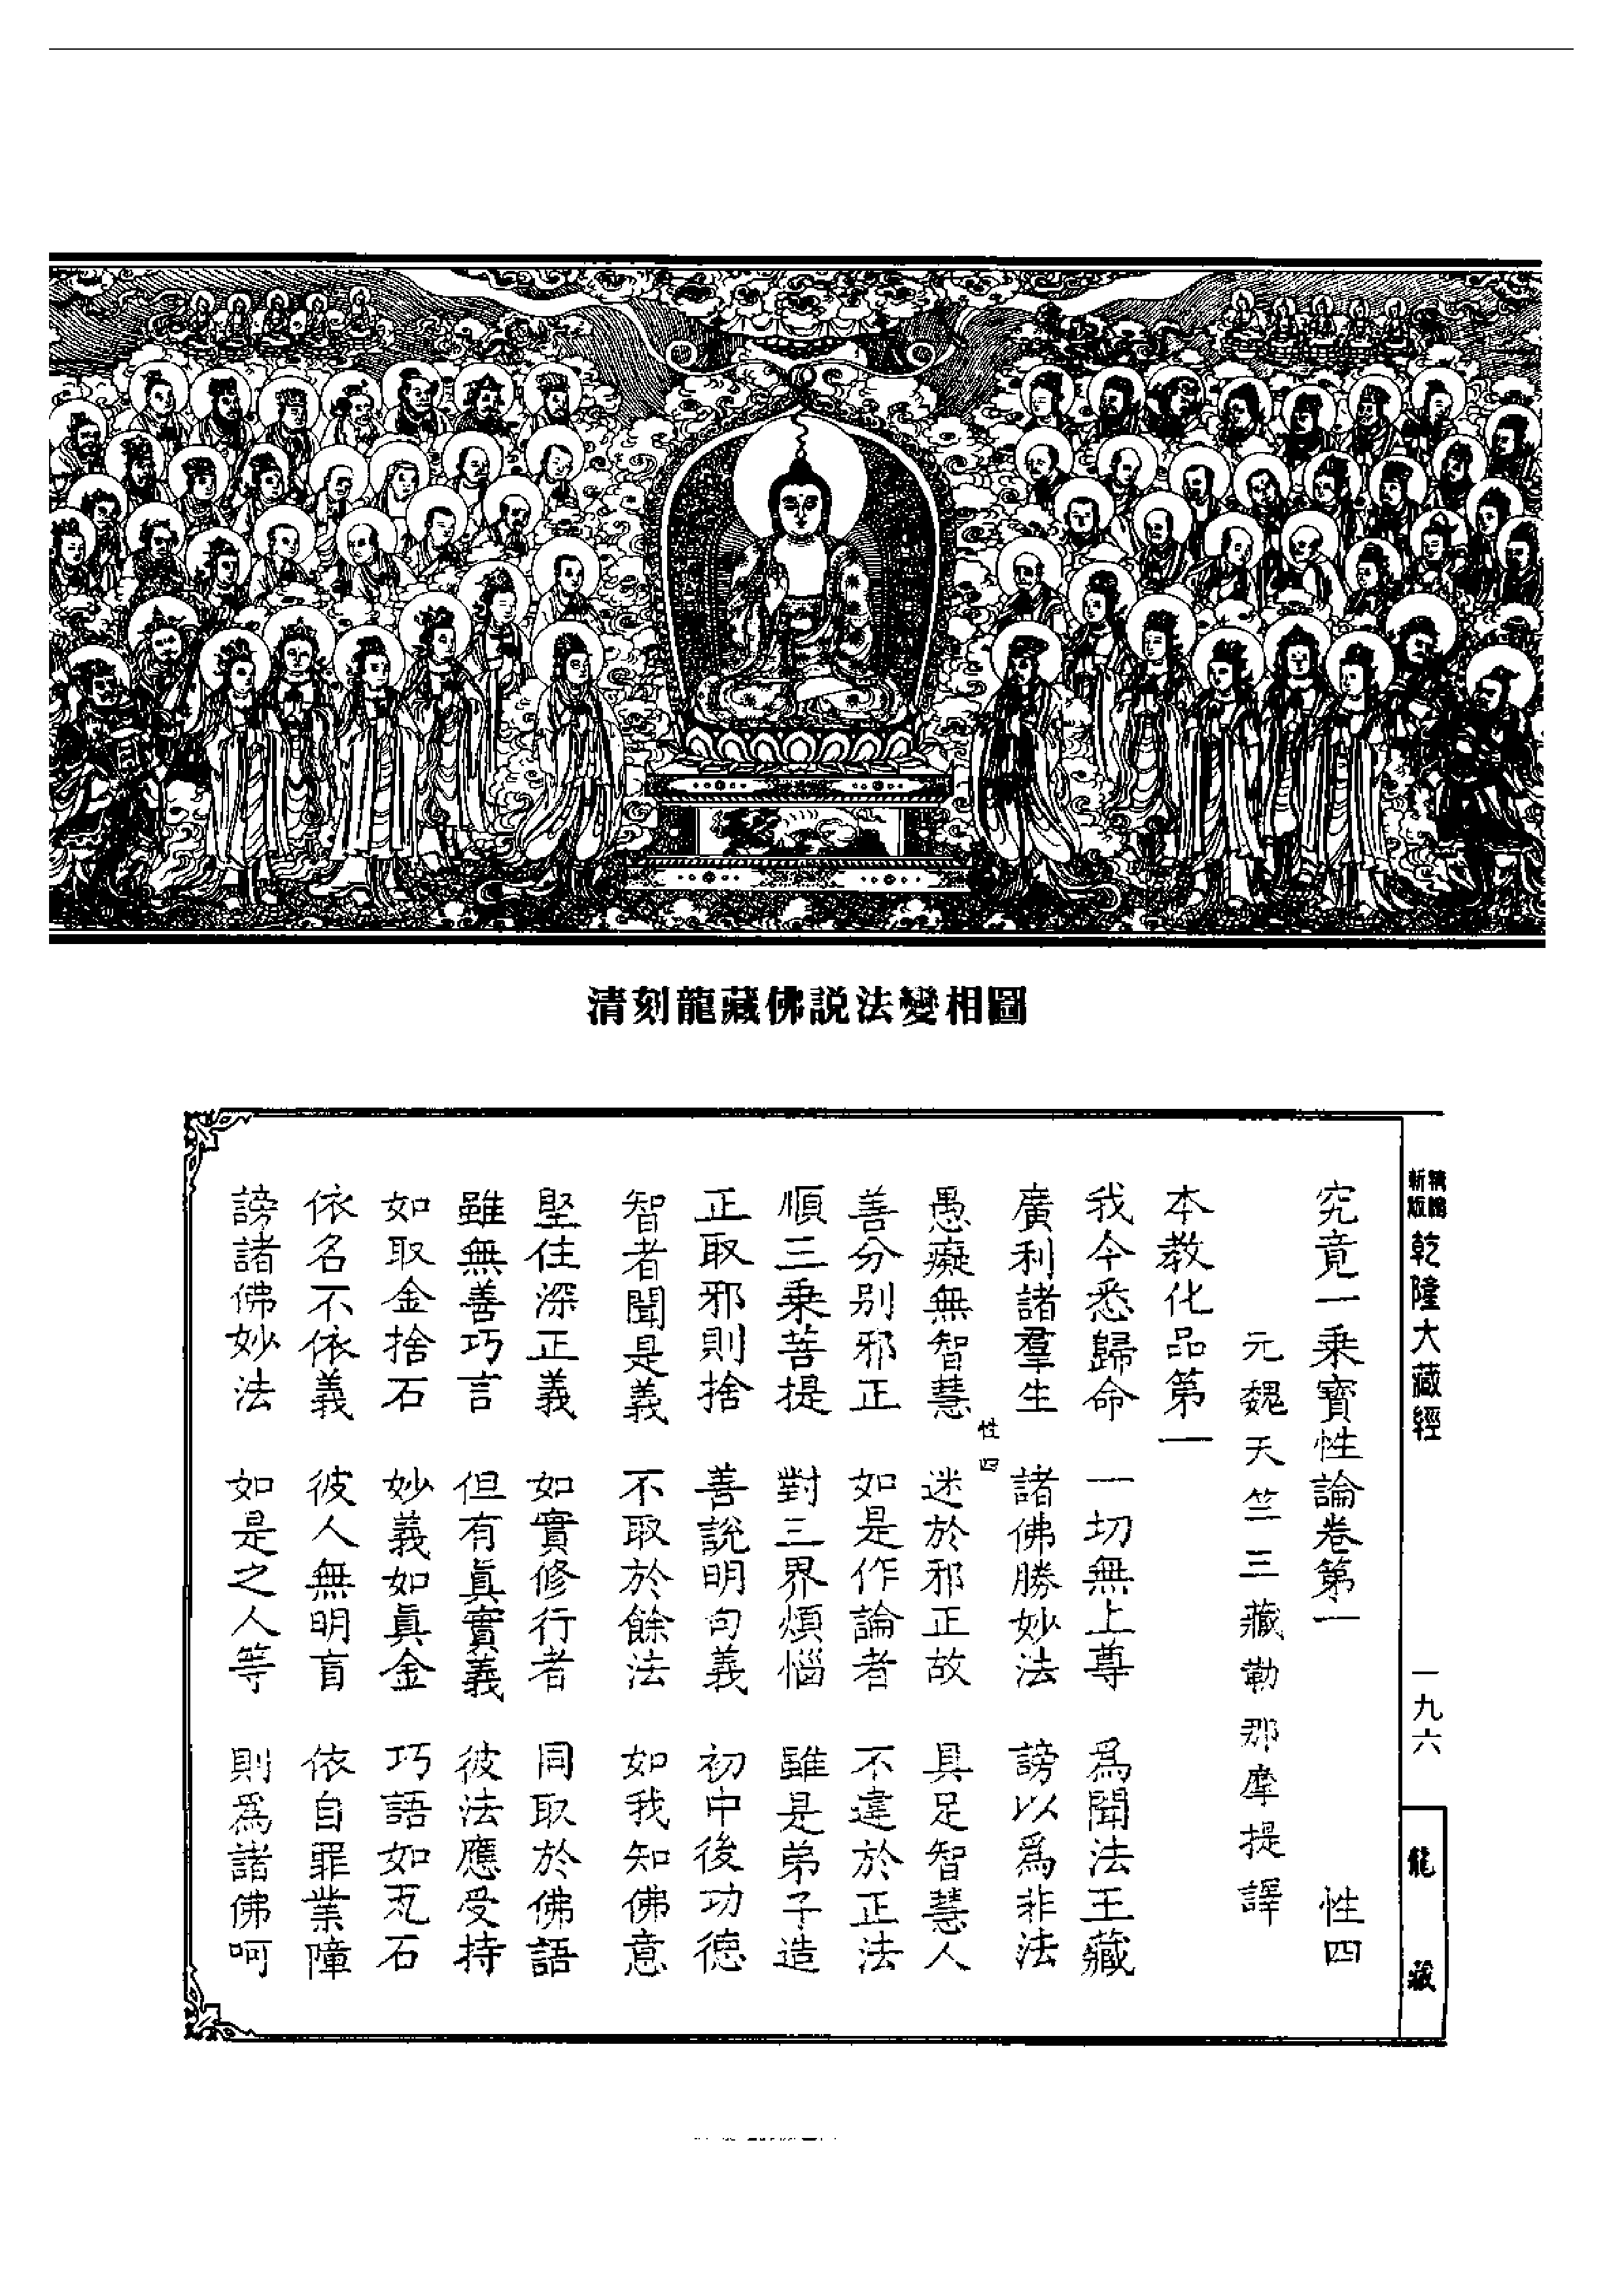 清刻龍藏佛説法變相圖
新版
乾隆大藏經
一九六
龍藏
究竟一乘寶性論卷第一 性四
元魏天竺三藏勒那摩提譯
本教化品第一
我今悉歸命 一切無上尊 爲聞法王藏
廣利諸羣生 諸佛勝妙法 謗以爲非法
性四
愚癡無智慧 迷於邪正故 具足智慧人
善分別邪正 如是作論者 不違於正法
順三乘菩提 對三界煩惱 雖是弟子造
正取邪則捨 善說明句義 初中後功德
智者聞是義 不取於餘法 如我知佛意
堅住深正義 如實修行者 同取於佛語
雖無善巧言 但有眞實義 彼法應受持
如取金捨石 妙義如眞金 巧語如瓦石
依名不依義 彼人無明盲 依自罪業障
謗諸佛妙法 如是之人等 則爲諸佛呵